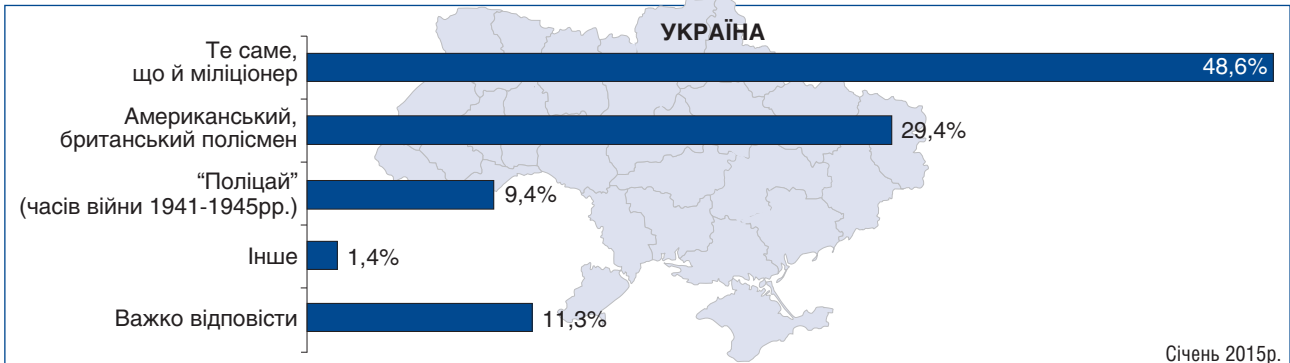 УКРАЇНА
Те саме,
що й міліціонер
48,6%
Американський,
британський полісмен
29,4%
“Поліцай”
(часів війни 1941-1945рр.)
9,4%
Інше
1,4%
Важко відповісти
11,3%
Січень 2015р.